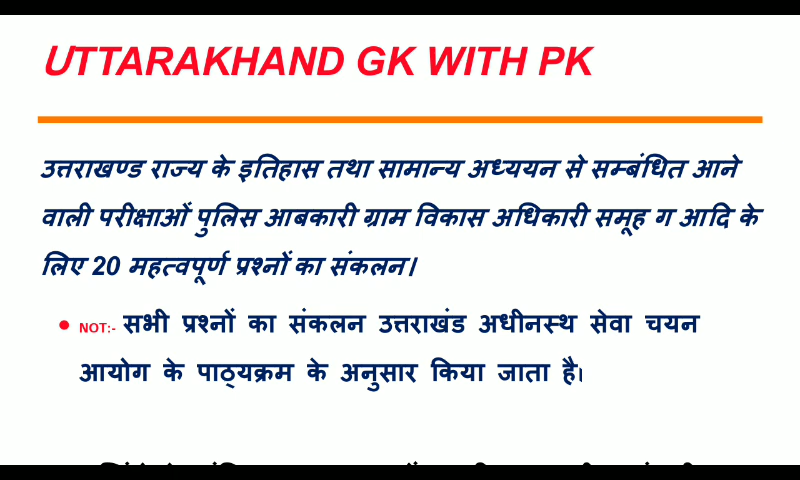 UTTARAKHAND GK WITH PK
उत्तराखण्ड राज्य के इतिहास तथा सामान्य अध्ययन से सम्बंधित आने
वाली परीक्षाओं पुलिस आबकारी ग्राम विकास अधिकारी समूह ग आदि के
लिए 20 महत्वपूर्ण प्रश्नों का संकलन।
• NOT:- सभी प्रश्नों का संकलन उत्तराखंड अधीनस्थ सेवा चयन
आयोग के पाठ्यक्रम के अनुसार किया जाता है।